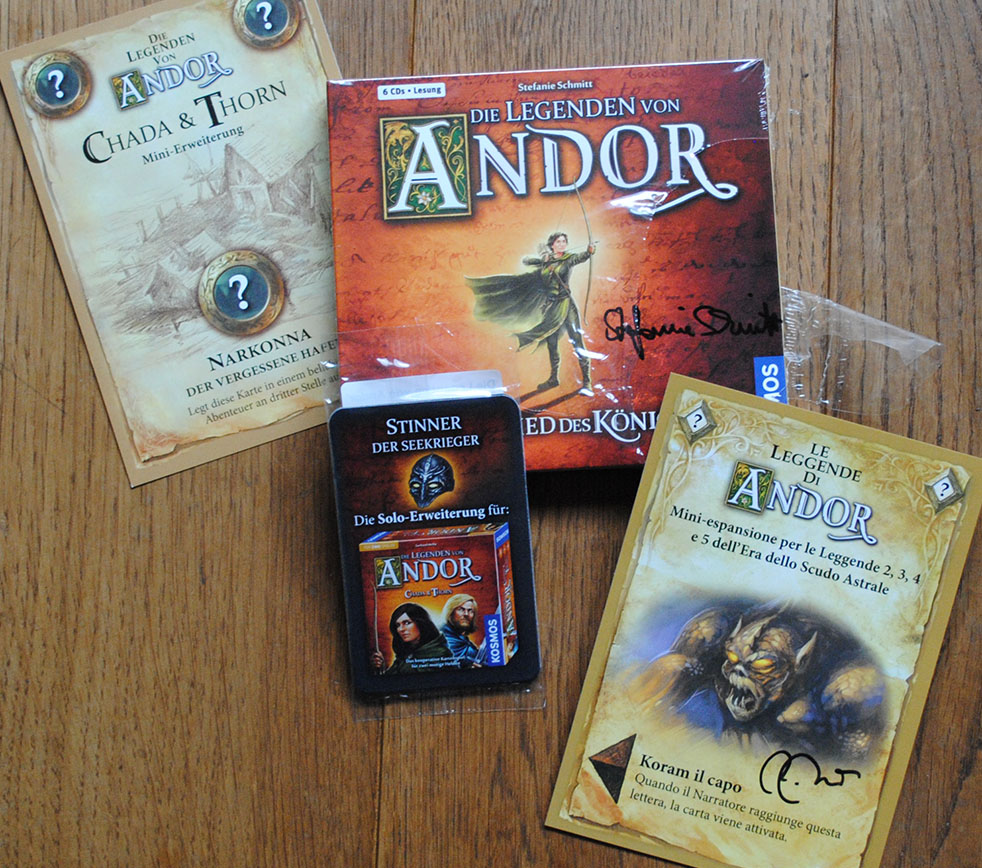 DIE
LEGENDEN
VON
ANDOR
CHADA & THORN
Mini-Erweiterung
?
?
?
NARKONNA
DER VERGESSENE
Legt diese Karte in einem
Abenteuer an dritter Stelle
6 CDs • Lesung
Stefanie Schmitt
DIE LEGENDEN VON
ANDOR
DES
KOSMOS
STINNER
DER SEEKRIEGER
Die Solo-Erweiterung für:
DIE LEGENDEN VON
ANDOR
CHADA & THORN
KOSMOS
ANDOR
?
?
LE
LEGGENDE
DI
ANDOR
Mini-espansione per le Leggende 2, 3, 4
e 5 dell'Era dello Scudo Astrale
Koram il capo
Quando il Narratore raggiunge questa
lettera, la carta viene attivata.